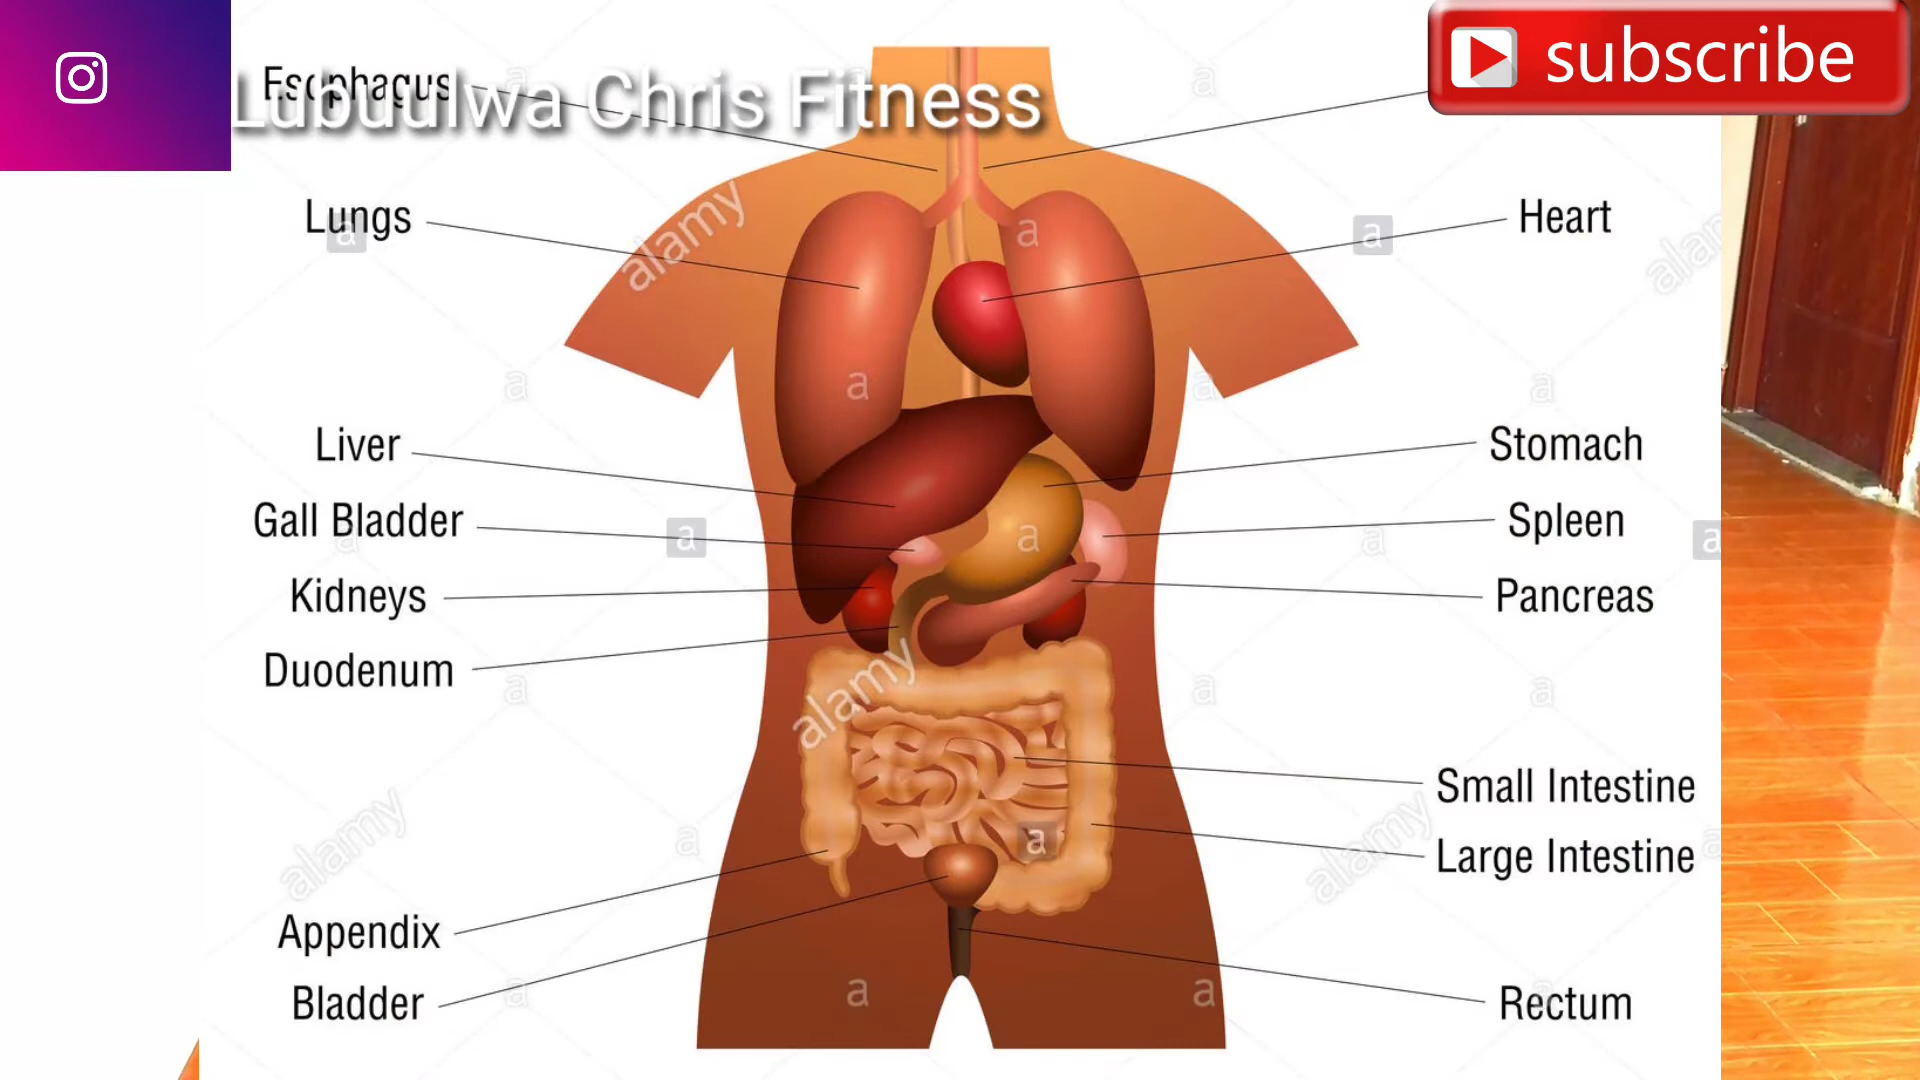 Esophagus
Lubuulwa Chris Fitness
subscribe
Lungs
Heart
Liver
Stomach
Gall Bladder
Spleen
Kidneys
Pancreas
Duodenum
Small Intestine
Large Intestine
Appendix
Bladder
Rectum
alamy
alamy
alamy
alamy